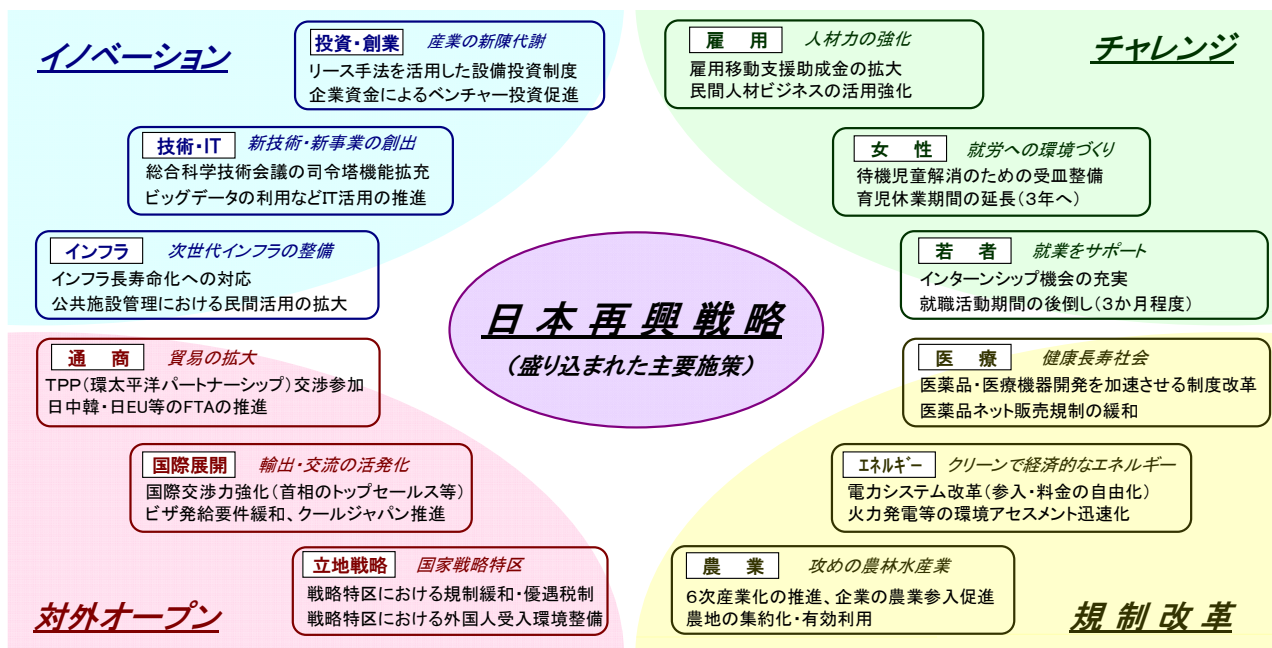 イノベーション
投資・創業 産業の新陳代謝
リース手法を活用した設備投資制度
企業資金によるベンチャー投資促進
技術・IT 新技術・新事業の創出
総合科学技術会議の司令塔機能拡充
ビッグデータの利用などIT活用の推進
インフラ 次世代インフラの整備
インフラ長寿命化への対応
公共施設管理における民間活用の拡大
チャレンジ
雇 用 人材力の強化
雇用移動支援助成金の拡大
民間人材ビジネスの活用強化
女 性 就労への環境づくり
待機児童解消のための受皿整備
育児休業期間の延長(3年へ)
若 者 就業をサポート
インターンシップ機会の充実
就職活動期間の後倒し(3か月程度)
日本再興戦略
(盛り込まれた主要施策)
通 商 貿易の拡大
TPP(環太平洋パートナーシップ)交渉参加
日中韓・日EU等のFTAの推進
国際展開 輸出・交流の活発化
国際交渉力強化(首相のトップセールス等)
ビザ発給要件緩和、クールジャパン推進
立地戦略 国家戦略特区
戦略特区における規制緩和・優遇税制
戦略特区における外国人受入環境整備
対外オープン
医 療 健康長寿社会
医薬品・医療機器開発を加速させる制度改革
医薬品ネット販売規制の緩和
エネルギー クリーンで経済的なエネルギー
電力システム改革(参入・料金の自由化)
火力発電等の環境アセスメント迅速化
農 業 攻めの農林水産業
6次産業化の推進、企業の農業参入促進
農地の集約化・有効利用
規制改革